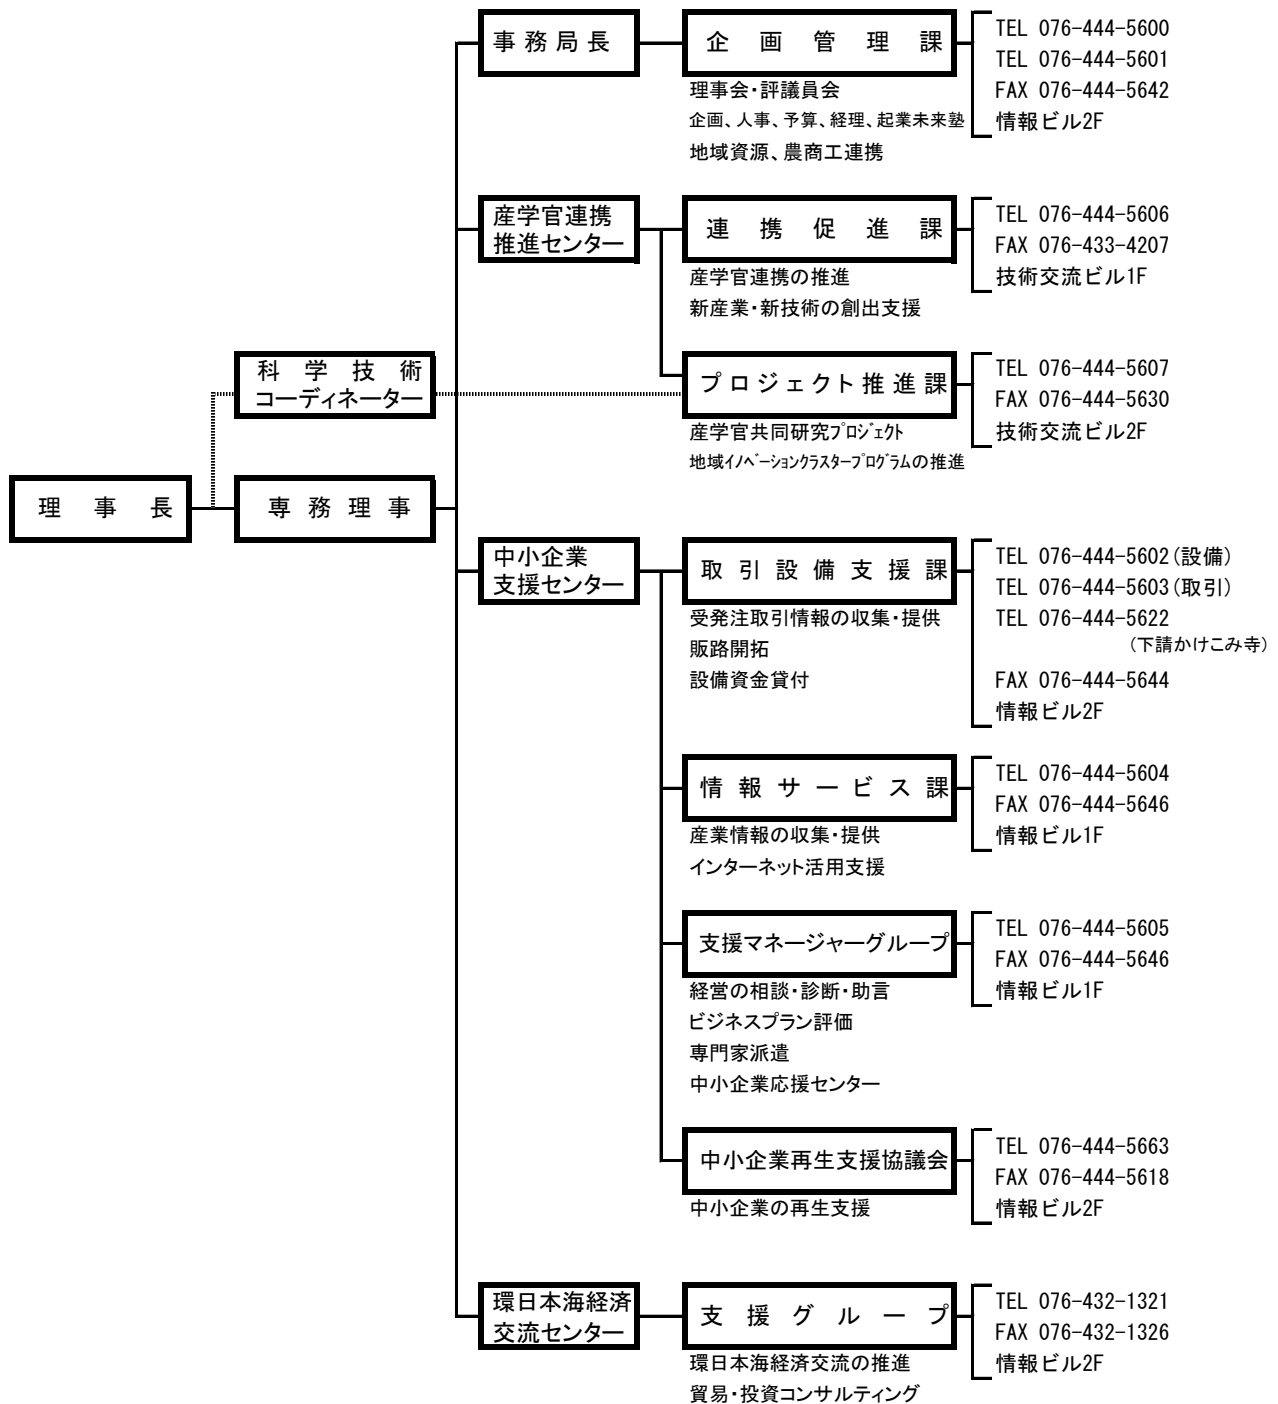 理事長
科学技術
コーディネーター
専務理事
事務局長
企画管理課
理事会・評議員会
企画、人事、予算、経理、起業未来塾
地域資源、農商工連携
TEL 076-444-5600
TEL 076-444-5601
FAX 076-444-5642
情報ビル2F
産学官連携
推進センター
連携促進課
産学官連携の推進
新産業・新技術の創出支援
TEL 076-444-5606
FAX 076-433-4207
技術交流ビル1F
プロジェクト推進課
産学官共同研究プロジェクト
地域イノベーションクラスタープログラムの推進
TEL 076-444-5607
FAX 076-444-5630
技術交流ビル2F
中小企業
支援センター
取引設備支援課
受発注取引情報の収集・提供
販路開拓
設備資金貸付
TEL 076-444-5602(設備)
TEL 076-444-5603(取引)
TEL 076-444-5622
(下請かけこみ寺)
FAX 076-444-5644
情報ビル2F
情報サービス課
産業情報の収集・提供
インターネット活用支援
TEL 076-444-5604
FAX 076-444-5646
情報ビル1F
支援マネージャーグループ
経営の相談・診断・助言
ビジネスプラン評価
専門家派遣
中小企業応援センター
TEL 076-444-5605
FAX 076-444-5646
情報ビル1F
中小企業再生支援協議会
中小企業の再生支援
TEL 076-444-5663
FAX 076-444-5618
情報ビル2F
環日本海経済
交流センター
支援グループ
環日本海経済交流の推進
貿易・投資コンサルティング
TEL 076-432-1321
FAX 076-432-1326
情報ビル2F